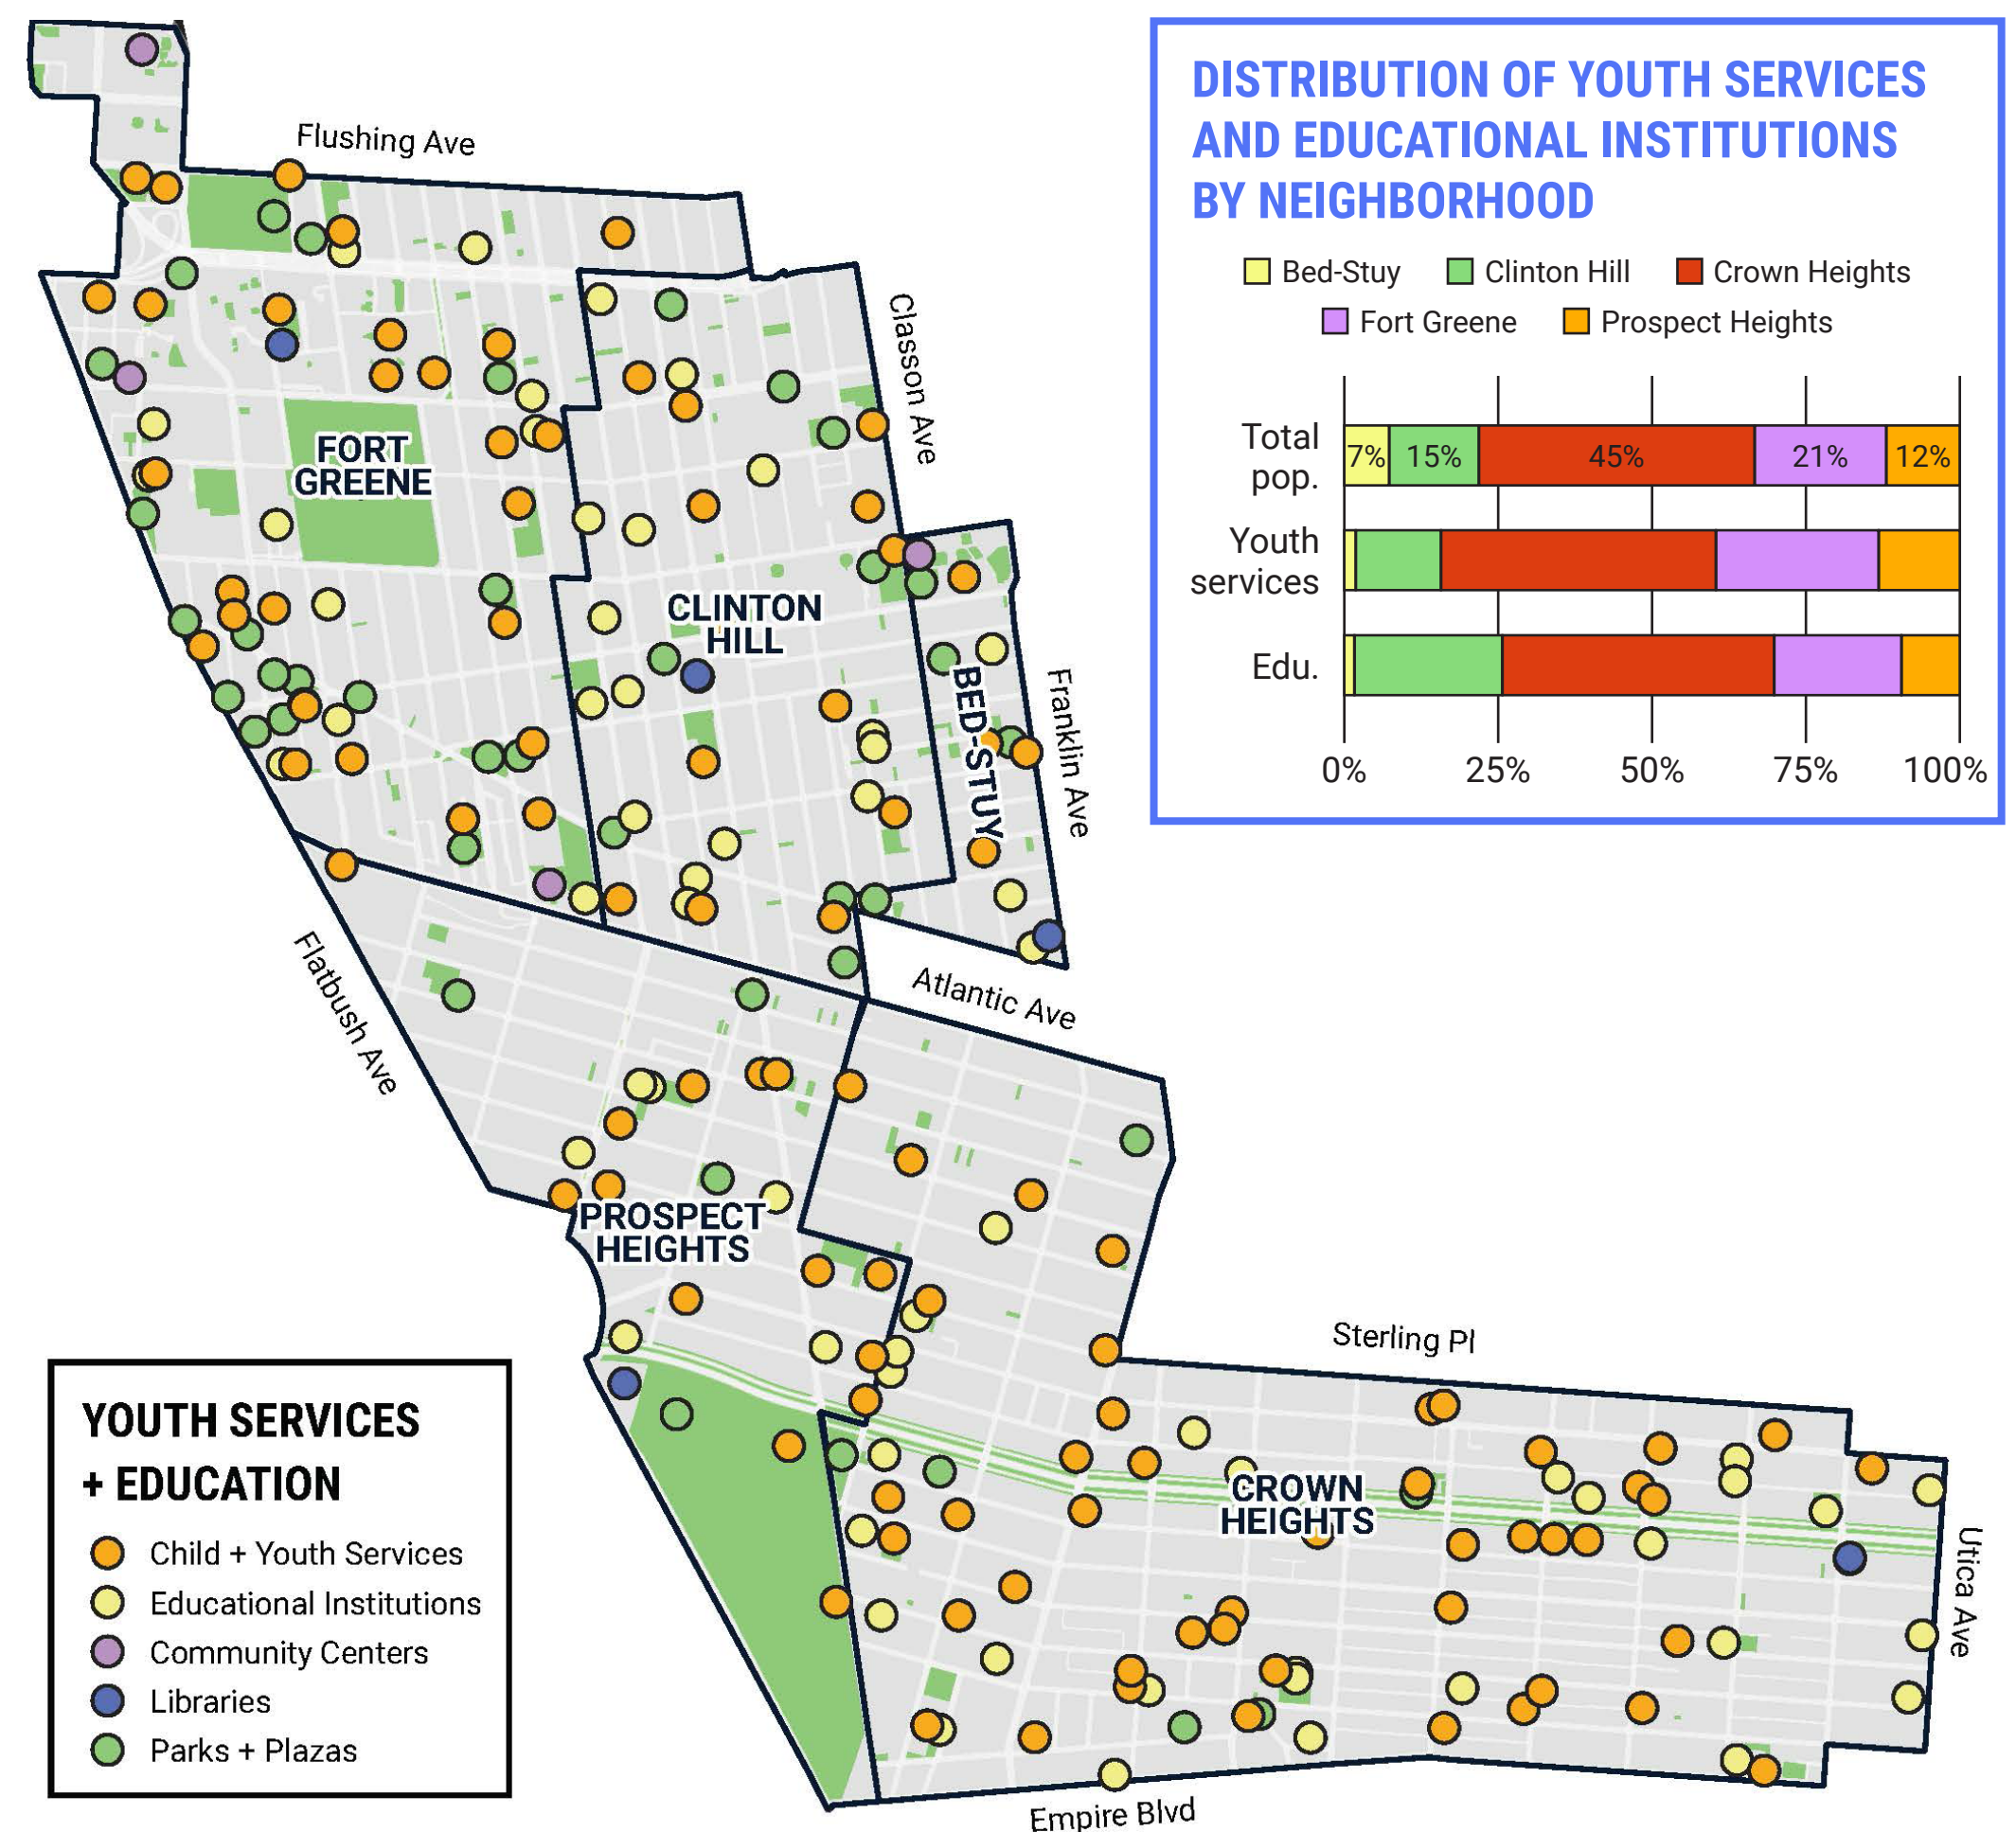 Flushing Ave
Classon Ave
FORT
GREENE
CLINTON
HILL
BED-STUY
Franklin Ave
Atlantic Ave
Flatbush Ave
PROSPECT
HEIGHTS
Sterling Pl
CROWN
HEIGHTS
Utica Ave
Empire Blvd
DISTRIBUTION OF YOUTH SERVICES
AND EDUCATIONAL INSTITUTIONS
BY NEIGHBORHOOD
Bed-Stuy Clinton Hill Crown Heights
Fort Greene Prospect Heights
Total
pop.
7% 15% 45% 21% 12%
Youth
services
Edu.
0% 25% 50% 75% 100%
YOUTH SERVICES
+ EDUCATION
Child + Youth Services
Educational Institutions
Community Centers
Libraries
Parks + Plazas